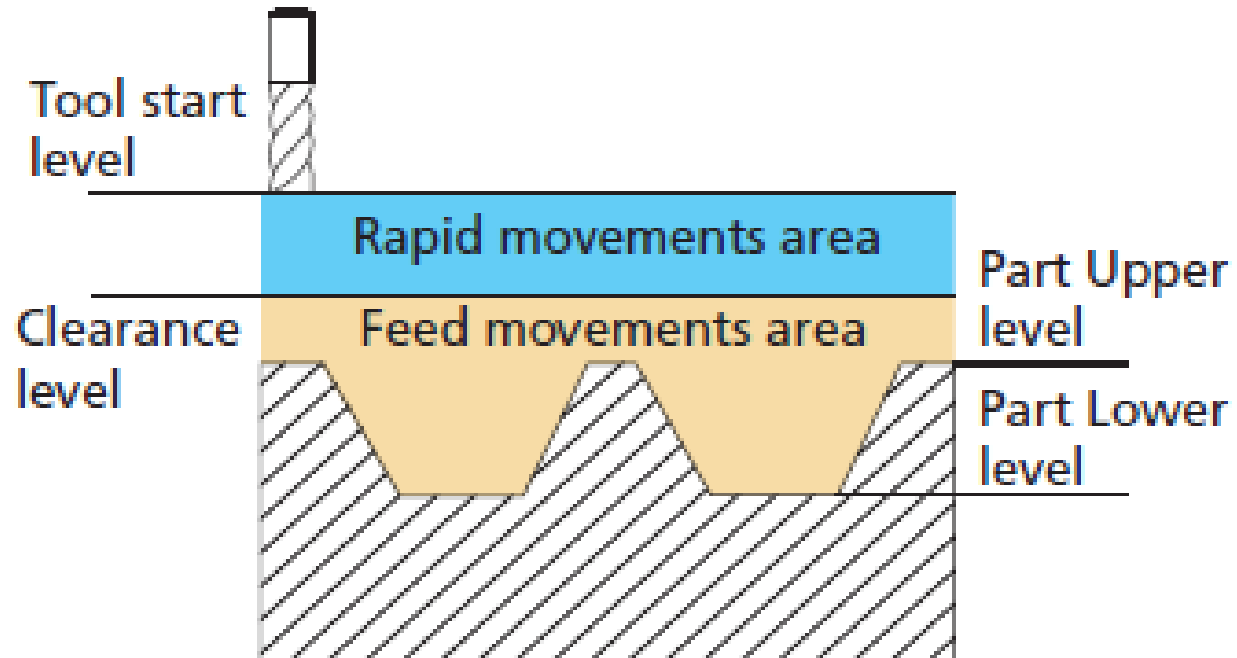 Tool start
level
Rapid movements area
Part Upper
level
Clearance
level
Feed movements area
Part Lower
level